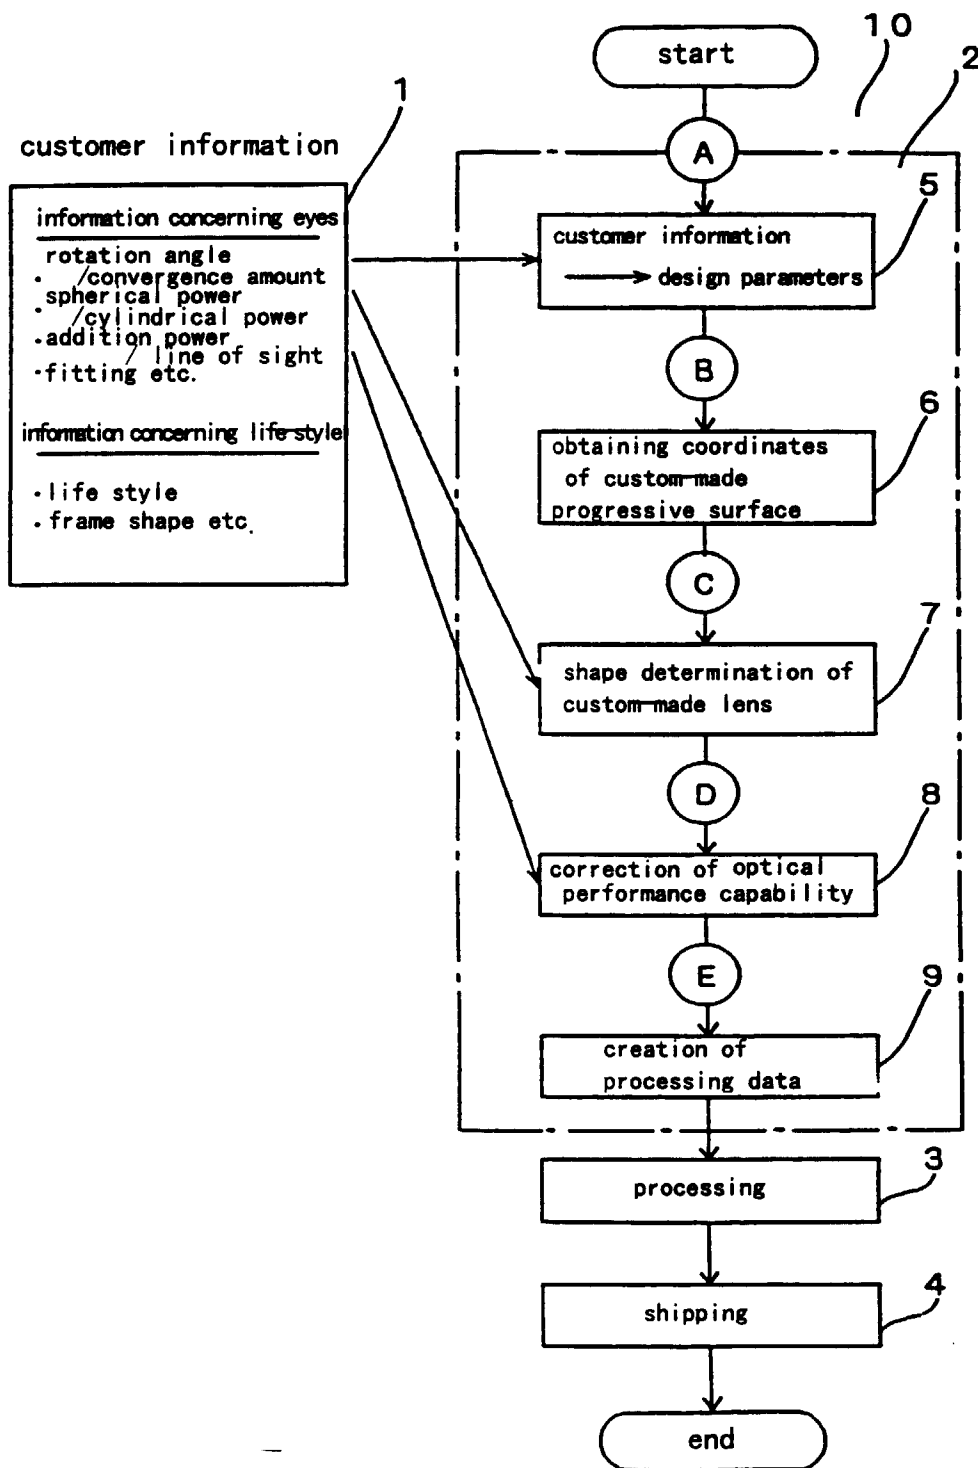 10
start
2
1
customer information
A
5
information concerning eyes
rotation angle
· /convergence amount
spherical power
· /cylindrical power
·addition power
/ line of sight
·fitting etc.
information concerning life style
·life style
·frame shape etc.
customer information
→ design parameters
B
6
obtaining coordinates
of custom-made
progressive surface
C
7
shape determination of
custom-made lens
D
8
correction of optical
performance capability
E
9
creation of
processing data
3
processing
4
shipping
end